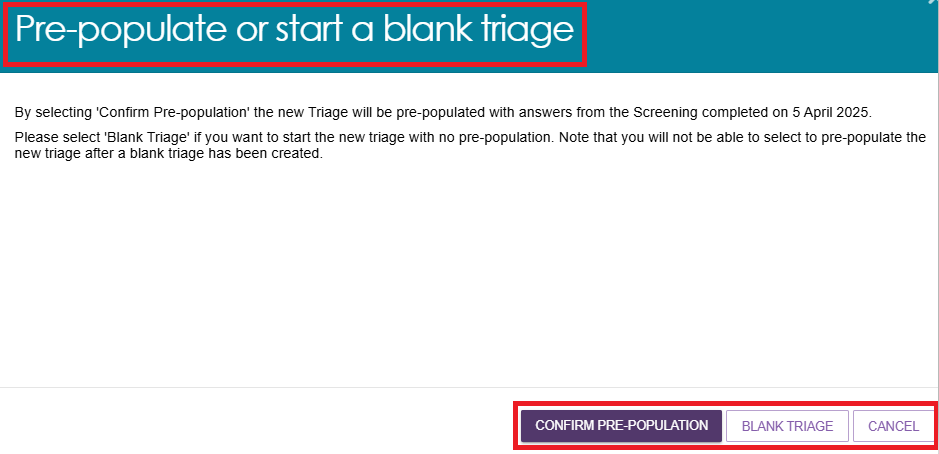 Pre-populate or start a blank triage
By selecting 'Confirm Pre-population' the new Triage will be pre-populated with answers from the Screening completed on 5 April 2025.
Please select 'Blank Triage' if you want to start the new triage with no pre-population. Note that you will not be able to select to pre-populate the
new triage after a blank triage has been created.
CONFIRM PRE-POPULATION BLANK TRIAGE CANCEL